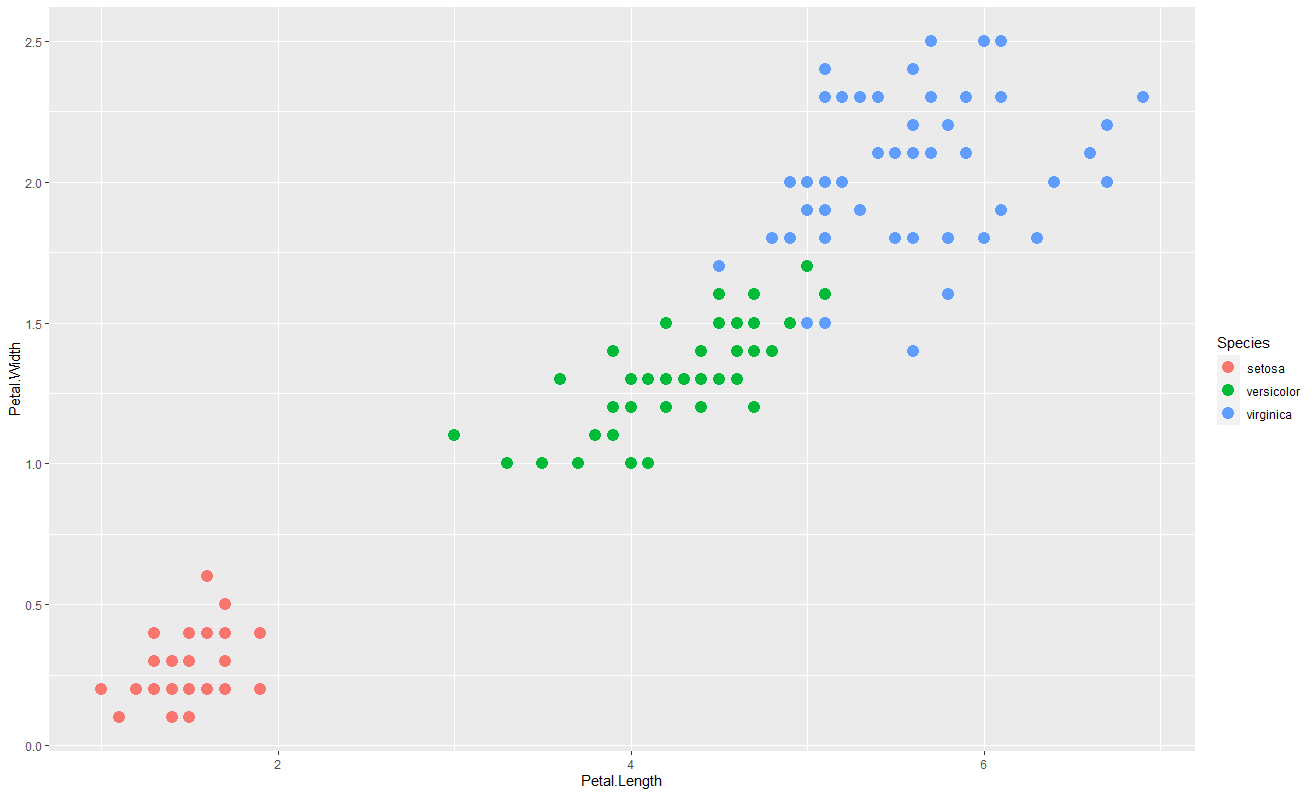 2.5
2.0
1.5
1.0
0.5
0.0
Petal.Width
2 4 6
Petal.Length
Species
setosa
versicolor
virginica